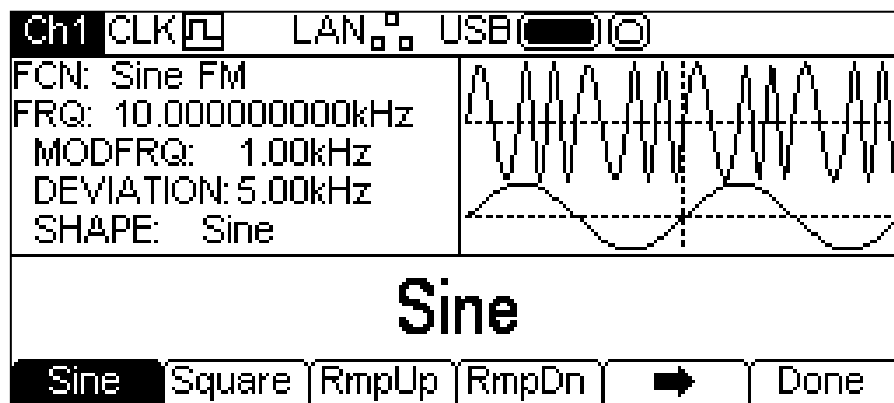 Ch1 CLK LAN USB
FCN: Sine FM
FRQ: 10.000000000kHz
MODFRQ: 1.00kHz
DEVIATION: 5.00kHz
SHAPE: Sine
Sine
Sine Square RmpUp RmpDn Done